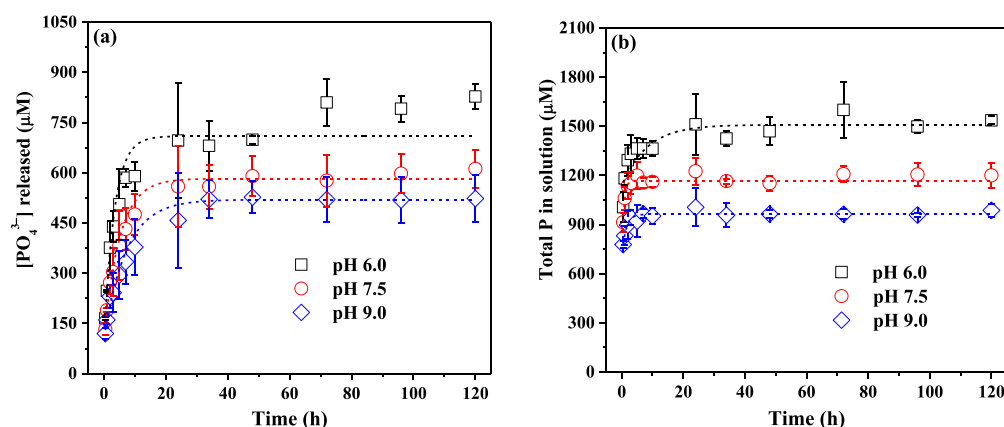 (a)
[PO₄³⁻] released (μM)
1050
900
750
600
450
300
150
0
pH 6.0
pH 7.5
pH 9.0
0 20 40 60 80 100 120
Time (h)
(b)
Total P in solution (μM)
2100
1800
1500
1200
900
600
300
0
pH 6.0
pH 7.5
pH 9.0
0 20 40 60 80 100 120
Time (h)